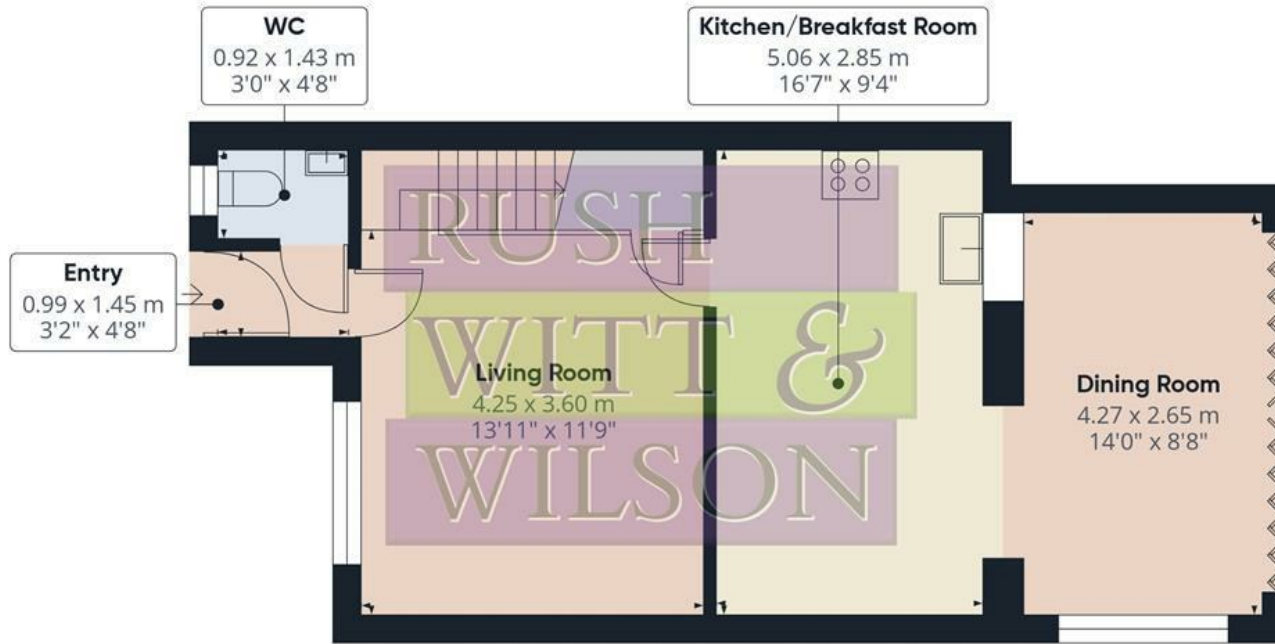 WC
0.92 x 1.43 m
3'0" x 4'8"
Kitchen/Breakfast Room
5.06 x 2.85 m
16'7" x 9'4"
Entry
0.99 x 1.45 m
3'2" x 4'8"
Living Room
4.25 x 3.60 m
13'11" x 11'9"
Dining Room
4.27 x 2.65 m
14'0" x 8'8"
RUSH
WITT &
WILSON